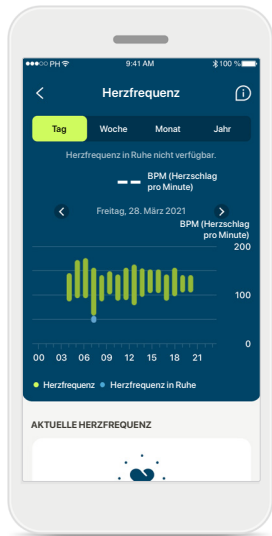 PH
9:41 AM
100 %
Herzfrequenz
Tag
Woche
Monat
Jahr
Herzfrequenz in Ruhe nicht verfügbar.
-- BPM (Herzschlag
pro Minute)
Freitag, 28. März 2021
BPM (Herzschlag
pro Minute)
200
100
0
00 03 06 09 12 15 18 21
Herzfrequenz
Herzfrequenz in Ruhe
AKTUELLE HERZFREQUENZ